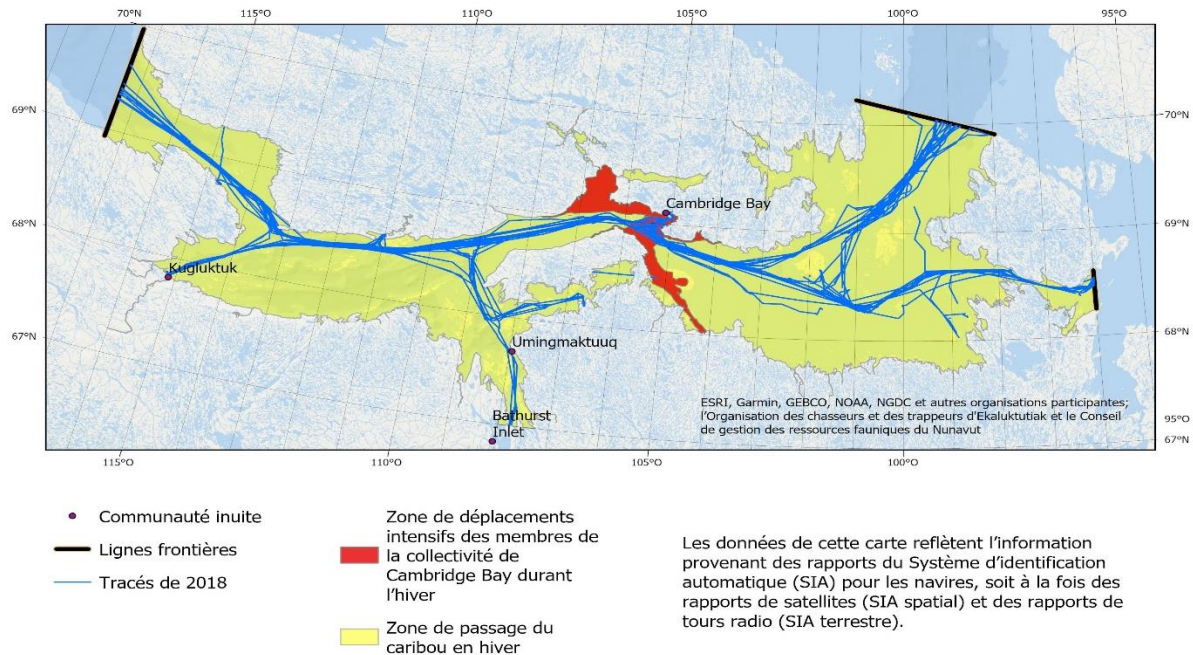 70°N
115°O
110°O
105°O
100°O
95°O
69°N
70°N
68°N
69°N
67°N
68°N
95°O
67°N
Cambridge Bay
Kugluktuk
Umingmaktuuq
Bathurst
Inlet
ESRI, Garmin, GEBCO, NOAA, NGDC et autres organisations participantes;
l'Organisation des chasseurs et des trappeurs d'Ekaluktutiak et le Conseil
de gestion des ressources fauniques du Nunavut
115°O
110°O
105°O
100°O
Communauté inuite
Lignes frontières
Tracés de 2018
Zone de déplacements
intensifs des membres de
la collectivité de
Cambridge Bay durant
l'hiver
Zone de passage du
caribou en hiver
Les données de cette carte reflètent l'information
provenant des rapports du Système d'identification
automatique (SIA) pour les navires, soit à la fois des
rapports de satellites (SIA spatial) et des rapports de
tours radio (SIA terrestre).